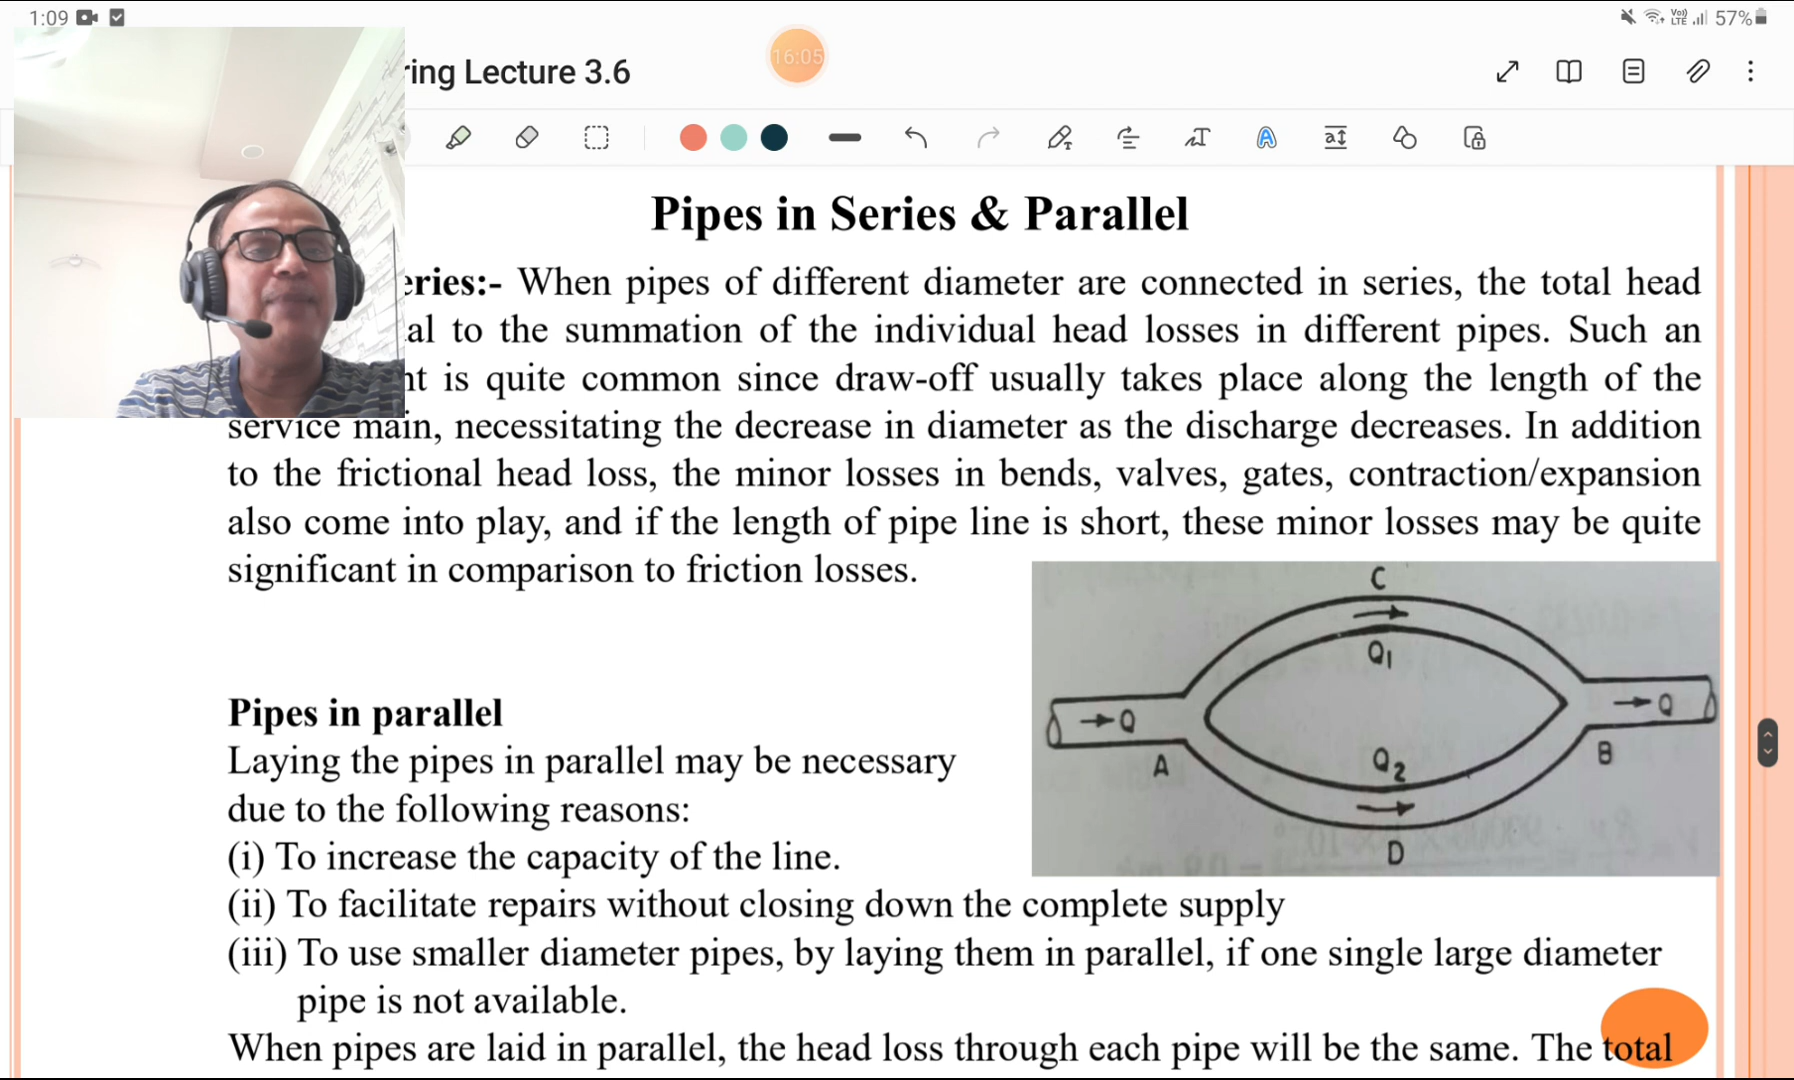 1:09
57%
ring Lecture 3.6
16:05
Pipes in Series & Parallel
eries:- When pipes of different diameter are connected in series, the total head
al to the summation of the individual head losses in different pipes. Such an
nt is quite common since draw-off usually takes place along the length of the
service main, necessitating the decrease in diameter as the discharge decreases. In addition
to the frictional head loss, the minor losses in bends, valves, gates, contraction/expansion
also come into play, and if the length of pipe line is short, these minor losses may be quite
significant in comparison to friction losses.
C
Q1
Q
Q
A
B
Q2
D
Pipes in parallel
Laying the pipes in parallel may be necessary
due to the following reasons:
(i) To increase the capacity of the line.
(ii) To facilitate repairs without closing down the complete supply
(iii) To use smaller diameter pipes, by laying them in parallel, if one single large diameter
pipe is not available.
When pipes are laid in parallel, the head loss through each pipe will be the same. The total